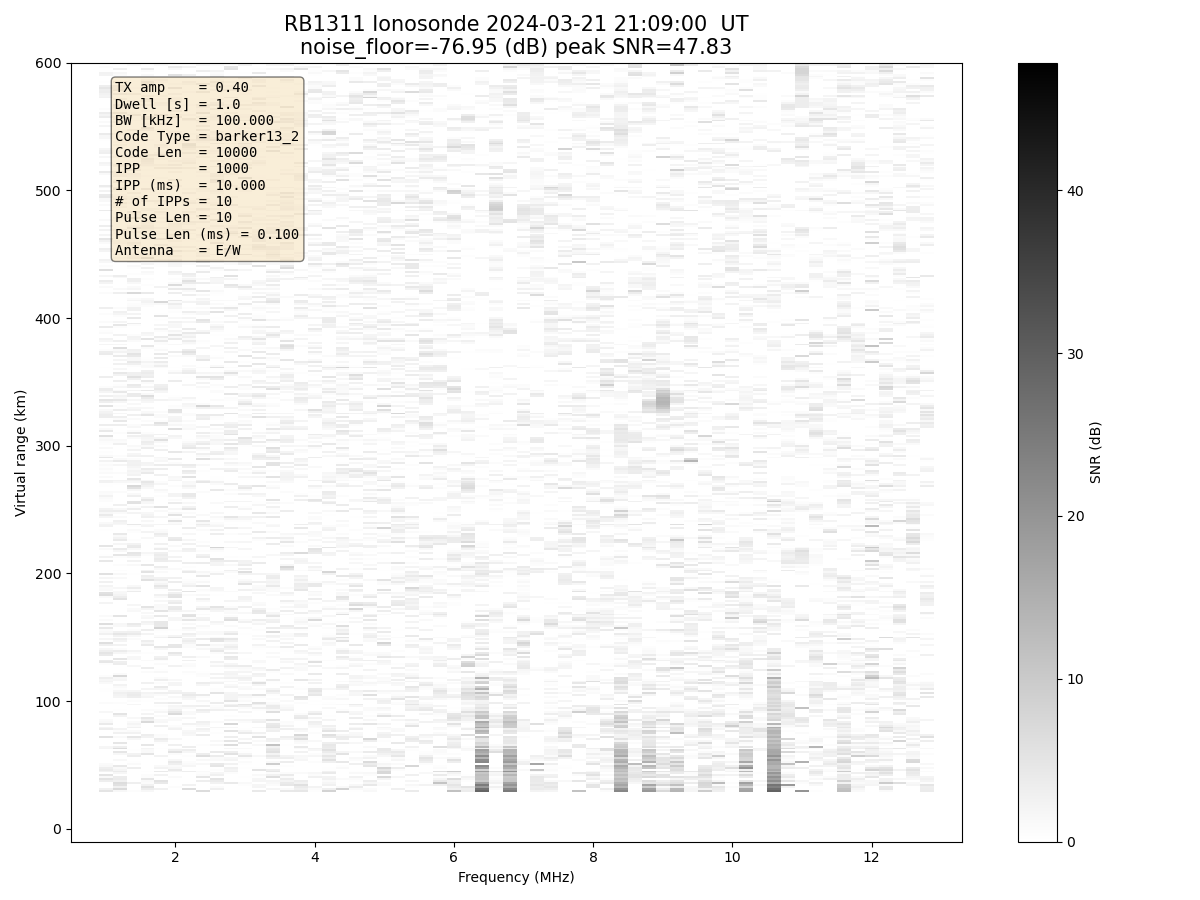 RB1311 Ionosonde 2024-03-21 21:09:00  UT
noise_floor=-76.95 (dB) peak SNR=47.83
TX amp    = 0.40
Dwell [s] = 1.0
BW [kHz]  = 100.000
Code Type = barker13_2
Code Len  = 10000
IPP       = 1000
IPP (ms)  = 10.000
# of IPPs = 10
Pulse Len = 10
Pulse Len (ms) = 0.100
Antenna   = E/W
600
500
400
300
200
100
0
Virtual range (km)
2 4 6 8 10 12
Frequency (MHz)
40
30
20
10
0
SNR (dB)